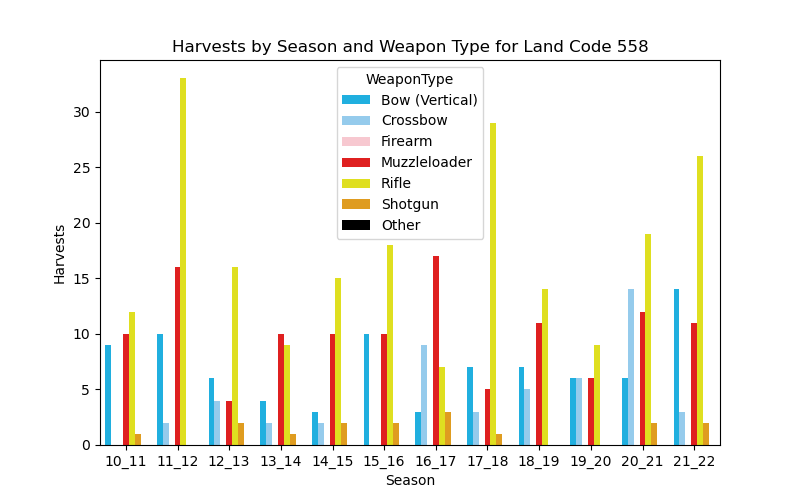 Harvests by Season and Weapon Type for Land Code 558
WeaponType
Bow (Vertical)
Crossbow
Firearm
Muzzleloader
Rifle
Shotgun
Other
30
25
20
15
10
5
0
Harvests
10_11 11_12 12_13 13_14 14_15 15_16 16_17 17_18 18_19 19_20 20_21 21_22
Season